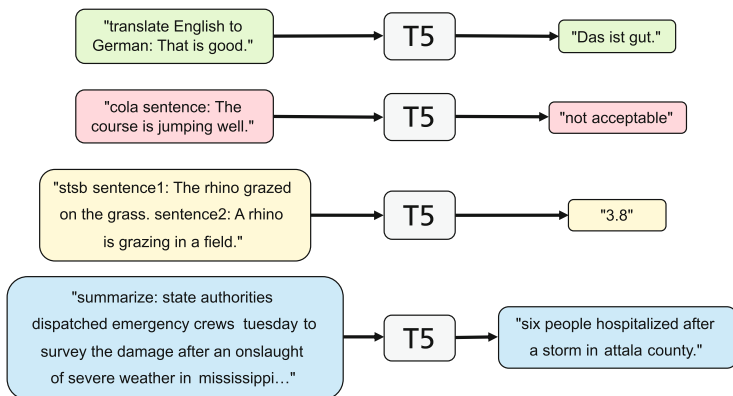 "translate English to
German: That is good."
T5
"Das ist gut."
"cola sentence: The
course is jumping well."
T5
"not acceptable"
"stsb sentence1: The rhino grazed
on the grass. sentence2: A rhino
is grazing in a field."
T5
"3.8"
"summarize: state authorities
dispatched emergency crews tuesday to
survey the damage after an onslaught
of severe weather in mississippi..."
T5
"six people hospitalized after
a storm in attala county."